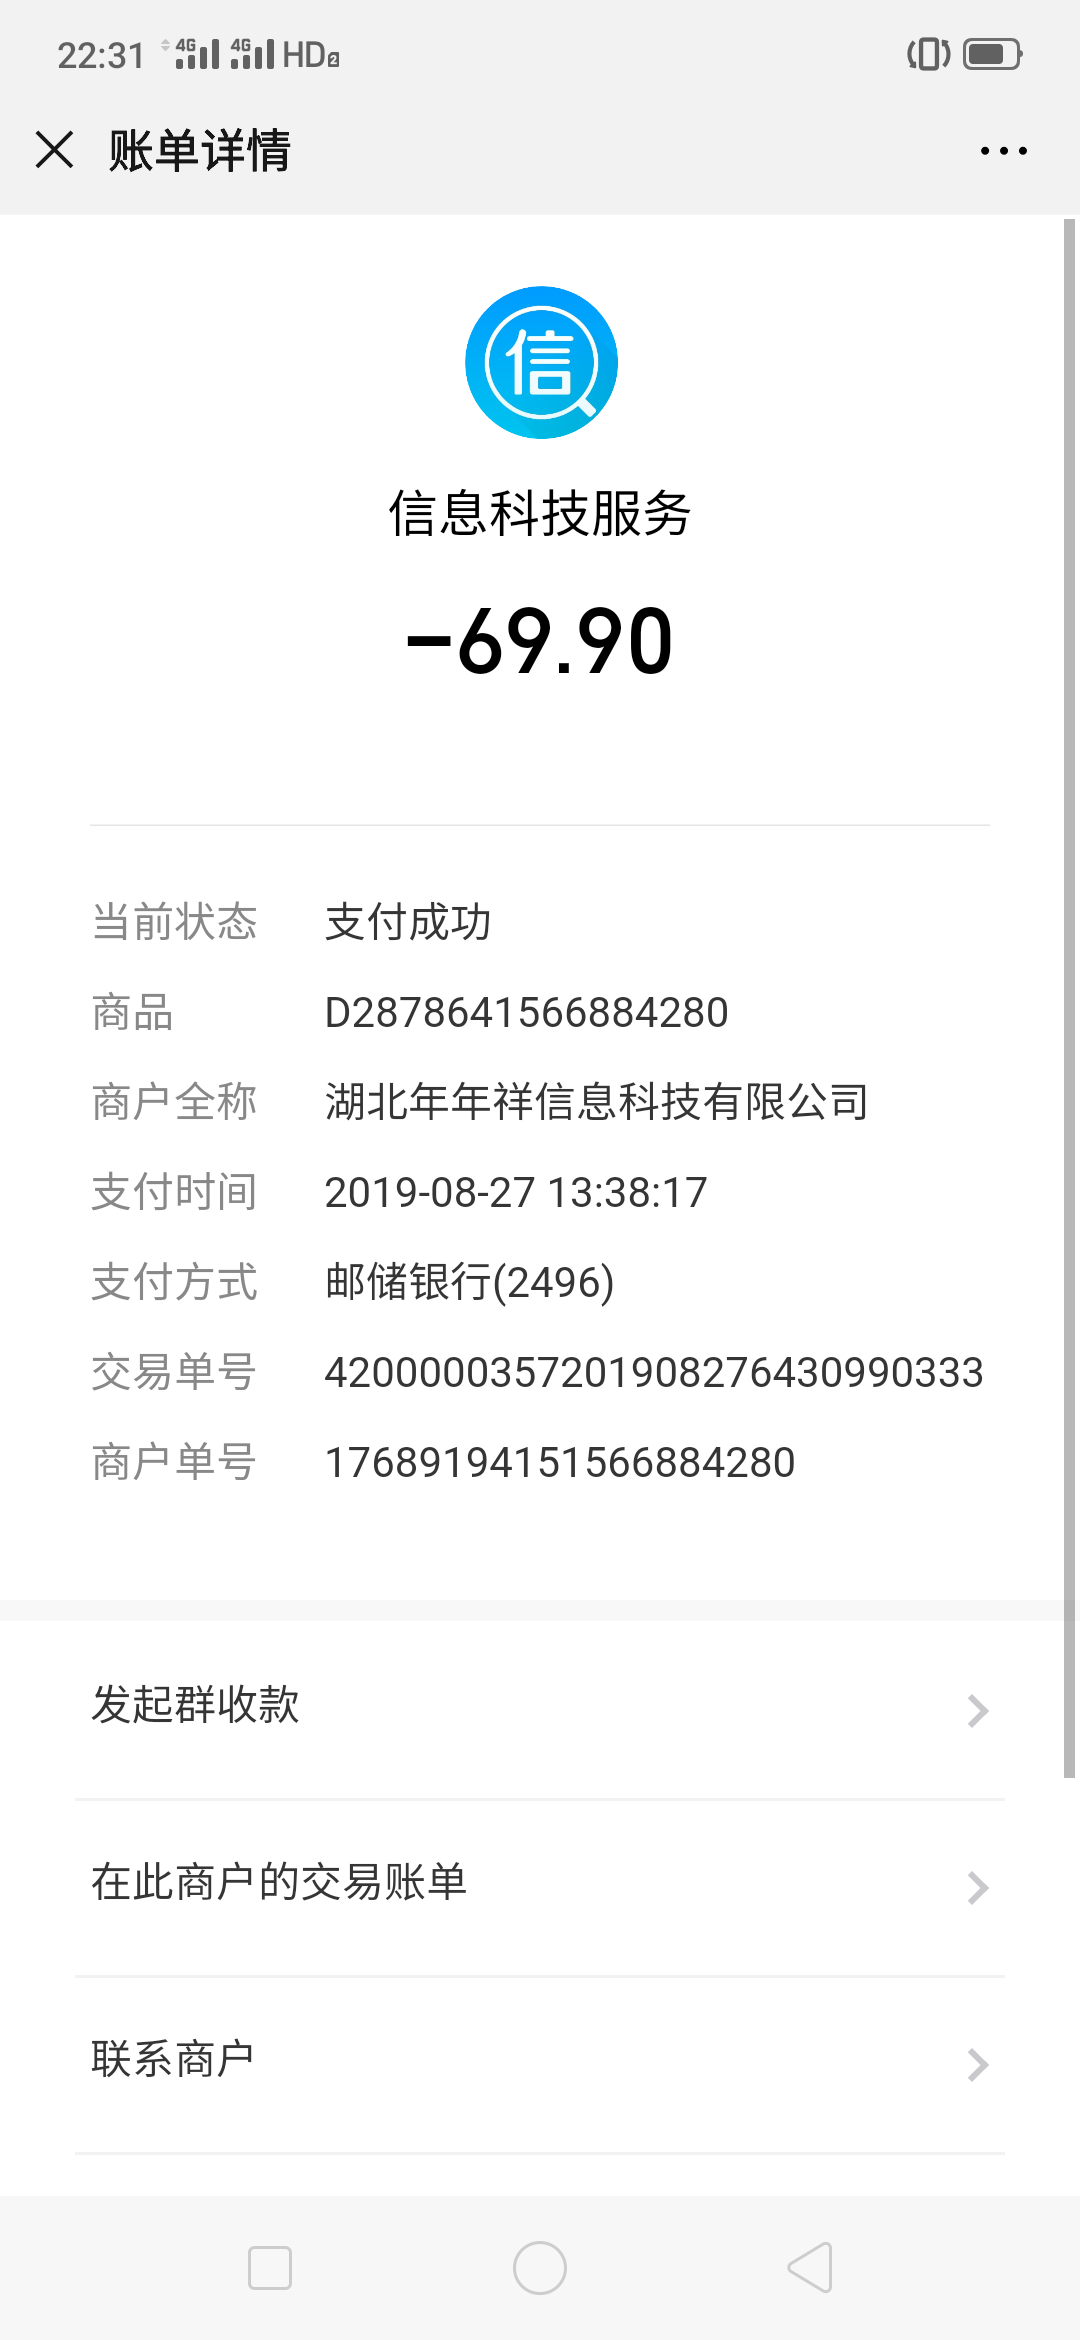 22:31 4G 4G HD2
账单详情
信
信息科技服务
-69.90
当前状态 支付成功
商品 D2878641566884280
商户全称 湖北年年祥信息科技有限公司
支付时间 2019-08-27 13:38:17
支付方式 邮储银行(2496)
交易单号 4200000357201908276430990333
商户单号 17689194151566884280
发起群收款
在此商户的交易账单
联系商户